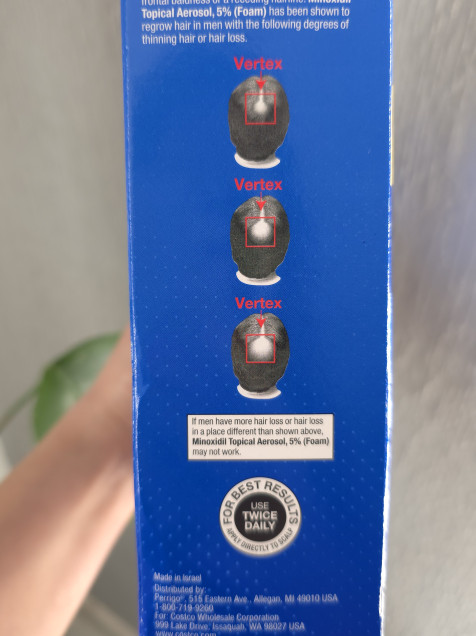 frontal baldness or a receding hairline. Minoxidil
Topical Aerosol, 5% (Foam) has been shown to
regrow hair in men with the following degrees of
thinning hair or hair loss.
Vertex
Vertex
Vertex
If men have more hair loss or hair loss
in a place different than shown above,
Minoxidil Topical Aerosol, 5% (Foam)
may not work.
FOR BEST RESULTS
USE
TWICE
DAILY
APPLY DIRECTLY TO SCALP
Made in Israel
Distributed by:
Perrigo®, 515 Eastern Ave., Allegan, MI 49010 USA
1-800-719-9260
For: Costco Wholesale Corporation
999 Lake Drive, Issaquah, WA 98027 USA
www.costco.com